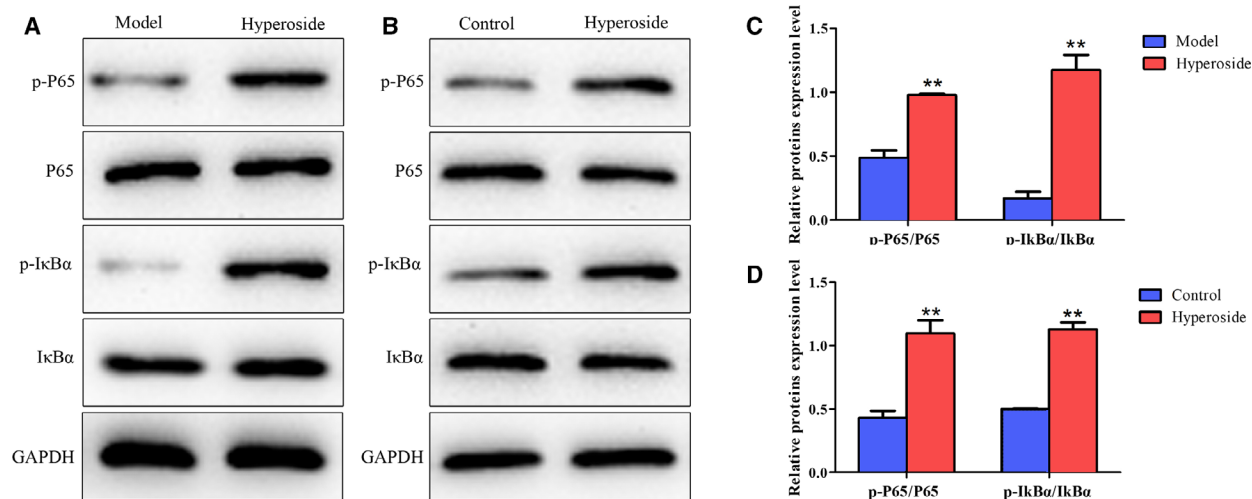 A
Model Hyperoside
p-P65
P65
p-IκBα
IκBα
GAPDH
B
Control Hyperoside
p-P65
P65
p-IκBα
IκBα
GAPDH
C
Relative proteins expression level
1.5
1.0
0.5
0.0
**
**
p-P65/P65 p-IkBα/IkBα
Model
Hyperoside
D
Relative proteins expression level
1.5
1.0
0.5
0.0
**
**
p-P65/P65 p-IkBα/IkBα
Control
Hyperoside